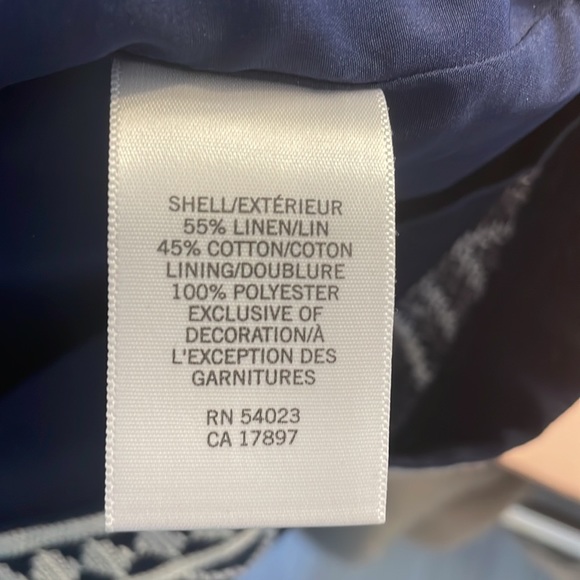 SHELL/EXTÉRIEUR
55% LINEN/LIN
45% COTTON/COTON
LINING/DOUBLURE
100% POLYESTER
EXCLUSIVE OF
DECORATION/À
L'EXCEPTION DES
GARNITURES
RN 54023
CA 17897